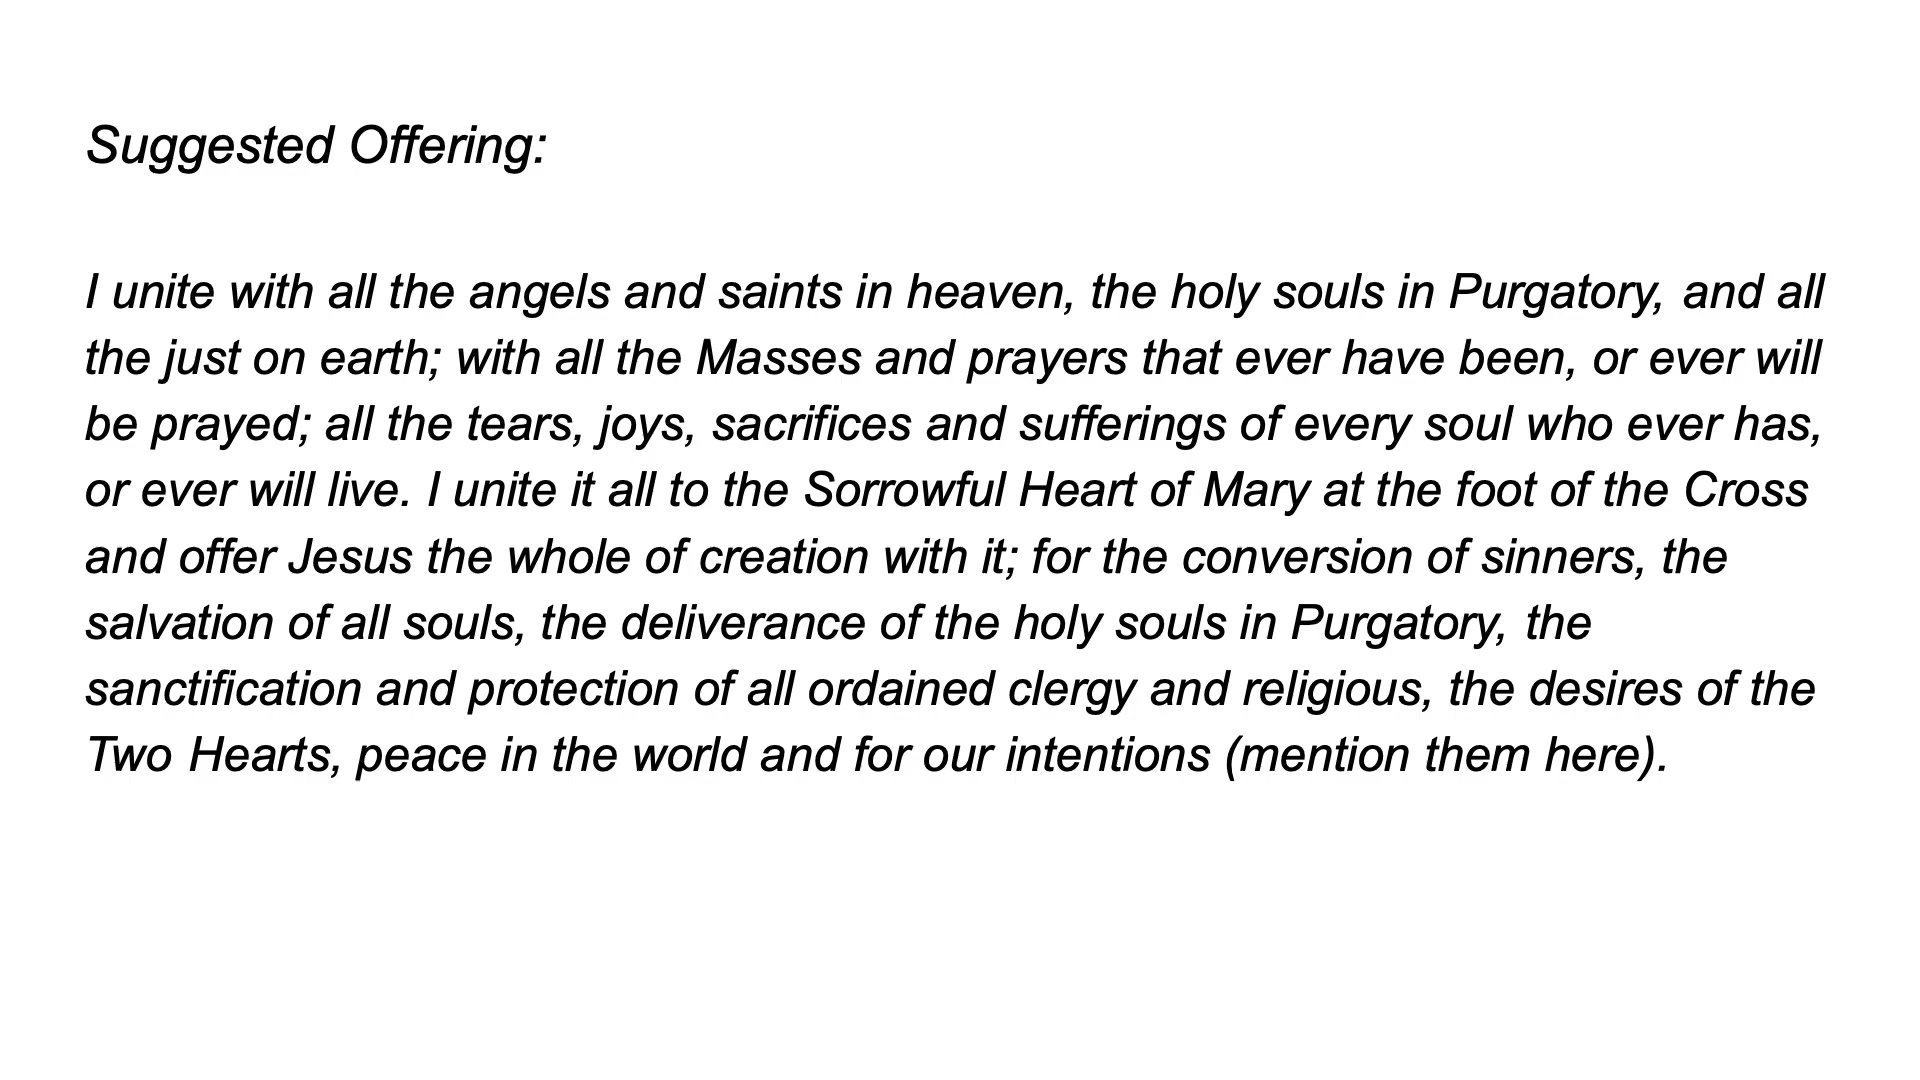 Suggested Offering:
I unite with all the angels and saints in heaven, the holy souls in Purgatory, and all
the just on earth; with all the Masses and prayers that ever have been, or ever will
be prayed; all the tears, joys, sacrifices and sufferings of every soul who ever has,
or ever will live. I unite it all to the Sorrowful Heart of Mary at the foot of the Cross
and offer Jesus the whole of creation with it; for the conversion of sinners, the
salvation of all souls, the deliverance of the holy souls in Purgatory, the
sanctification and protection of all ordained clergy and religious, the desires of the
Two Hearts, peace in the world and for our intentions (mention them here).